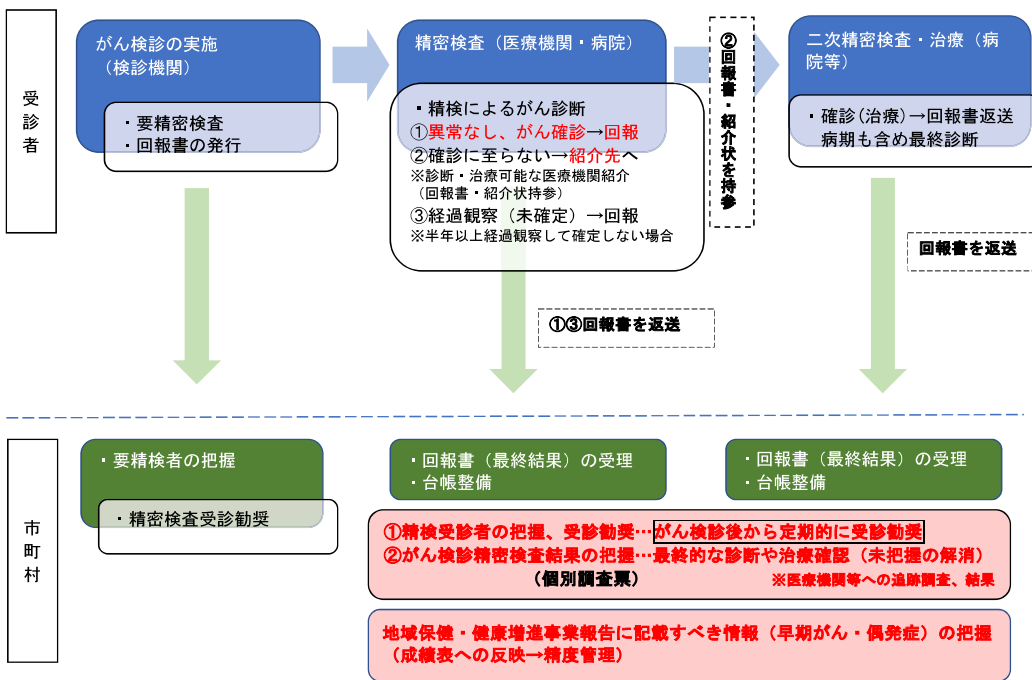 受診者
がん検診の実施
（検診機関）
・要精密検査
・回報書の発行
精密検査（医療機関・病院）
・精検によるがん診断
①異常なし、がん確診→回報
②確診に至らない→紹介先へ
※診断・治療可能な医療機関紹介
（回報書・紹介状持参）
③経過観察（未確定）→回報
※半年以上経過観察して確定しない場合
②回報書・紹介状を持参
二次精密検査・治療（病
院等）
・確診(治療)→回報書返送
病期も含め最終診断
回報書を返送
①③回報書を返送
市町村
・要精検者の把握
・精密検査受診勧奨
・回報書（最終結果）の受理
・台帳整備
・回報書（最終結果）の受理
・台帳整備
①精検受診者の把握、受診勧奨…がん検診後から定期的に受診勧奨
②がん検診精密検査結果の把握…最終的な診断や治療確認（未把握の解消）
（個別調査票） ※医療機関等への追跡調査、結果
地域保健・健康増進事業報告に記載すべき情報（早期がん・偶発症）の把握
（成績表への反映→精度管理）